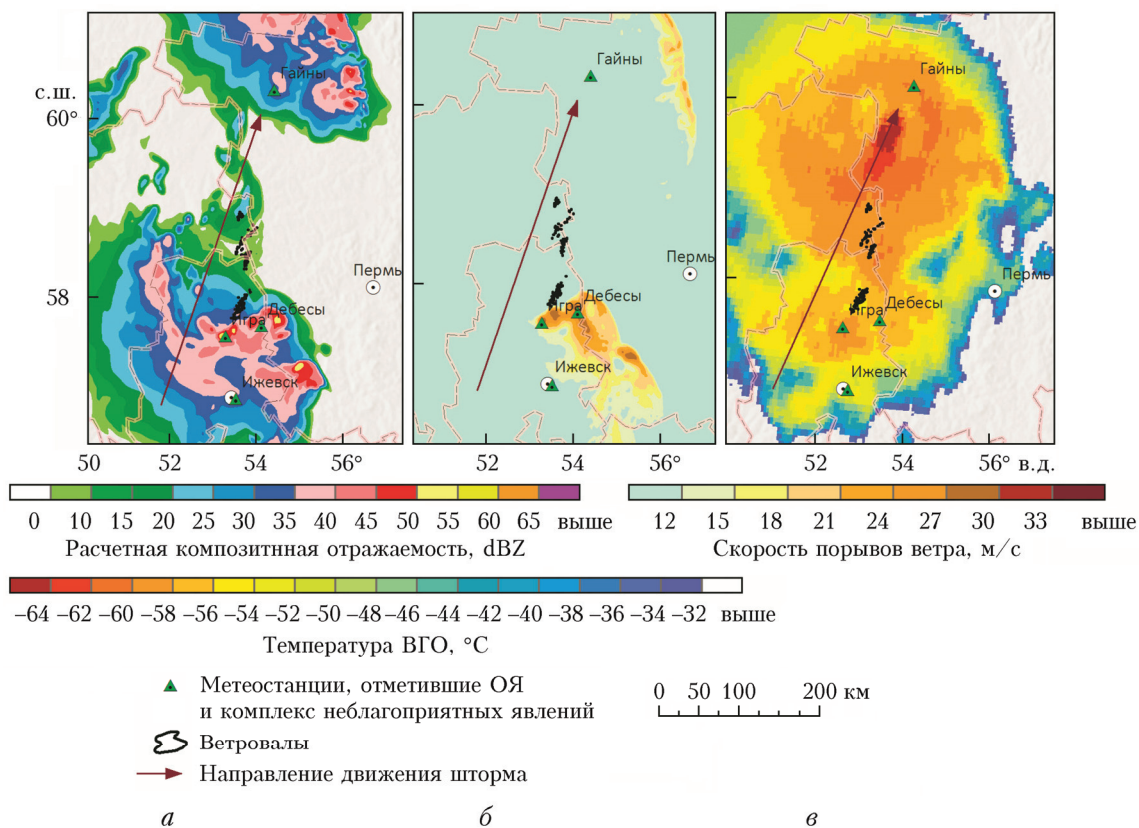 Гайны
Гайны
Гайны
с.ш.
60°
Пермь
Пермь
Пермь
58
Игра Дебесы
Игра Дебесы
Игра Дебесы
Ижевск
Ижевск
Ижевск
50 52 54 56° 52 54 56° 52 54 56° в.д.
0 10 15 20 25 30 35 40 45 50 55 60 65 выше
Расчетная композитнная отражаемость, dBZ
12 15 18 21 24 27 30 33 выше
Скорость порывов ветра, м/с
–64 –62 –60 –58 –56 –54 –52 –50 –48 –46 –44 –42 –40 –38 –36 –34 –32 выше
Температура ВГО, °C
Метеостанции, отметившие ОЯ
и комплекс неблагоприятных явлений
0 50 100 200 км
Ветровалы
Направление движения шторма
а б в